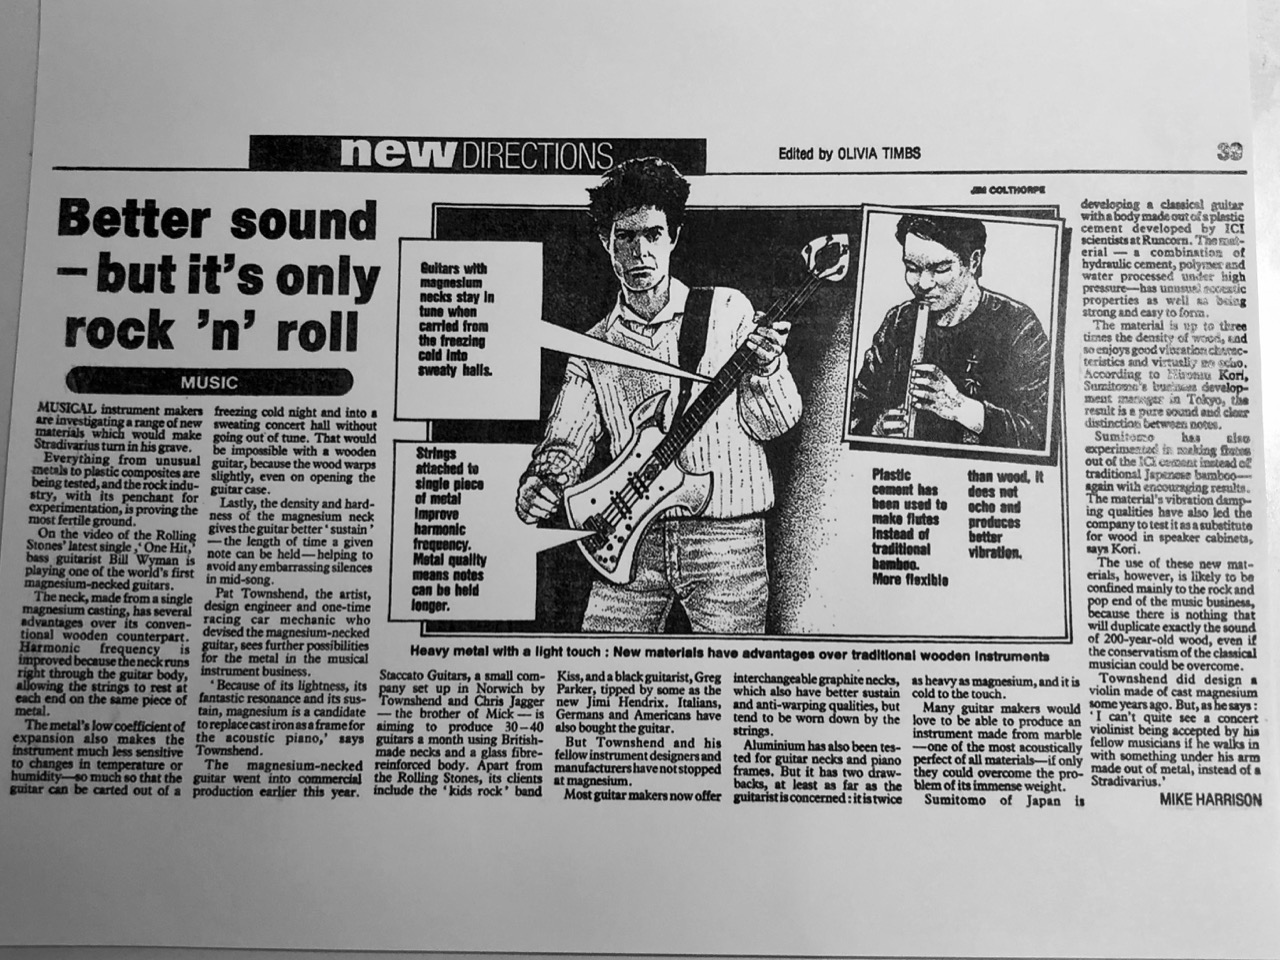 new DIRECTIONS
Edited by OLIVIA TIMBS
39
Better sound
– but it's only
rock 'n' roll
MUSIC
MUSICAL instrument makers
are investigating a range of new
materials which would make
Stradivarius turn in his grave.
Everything from unusual
metals to plastic composites are
being tested, and the rock indu-
stry, with its penchant for
experimentation, is proving the
most fertile ground.
On the video of the Rolling
Stones' latest single, 'One Hit,'
bass guitarist Bill Wyman is
playing one of the world's first
magnesium-necked guitars.
The neck, made from a single
magnesium casting, has several
advantages over its conven-
tional wooden counterpart.
Harmonic frequency is
improved because the neck runs
right through the guitar body,
allowing the strings to rest at
each end on the same piece of
metal.
The metal's low coefficient of
expansion also makes the
instrument much less sensitive
to changes in temperature or
humidity—so much so that the
guitar can be carted out of a
freezing cold night and into a
sweating concert hall without
going out of tune. That would
be impossible with a wooden
guitar, because the wood warps
slightly, even on opening the
guitar case.
Lastly, the density and hard-
ness of the magnesium neck
gives the guitar better 'sustain'
—the length of time a given
note can be held—helping to
avoid any embarrassing silences
in mid-song.
Pat Townshend, the artist,
design engineer and one-time
racing car mechanic who
devised the magnesium-necked
guitar, sees further possibilities
for the metal in the musical
instrument business.
'Because of its lightness, its
fantastic resonance and its sus-
tain, magnesium is a candidate
to replace cast iron as a frame for
the acoustic piano,' says
Townshend.
The magnesium-necked
guitar went into commercial
production earlier this year.
JIM COLTHORPE
Guitars with
magnesium
necks stay in
tune when
carried from
the freezing
cold into
sweaty halls.
Strings
attached to
single piece
of metal
improve
harmonic
frequency.
Metal quality
means notes
can be held
longer.
Plastic
cement has
been used to
make flutes
instead of
traditional
bamboo.
More flexible
than wood, it
does not
echo and
produces
better
vibration.
Heavy metal with a light touch : New materials have advantages over traditional wooden instruments
Staccato Guitars, a small com-
pany set up in Norwich by
Townshend and Chris Jagger
— the brother of Mick — is
aiming to produce 30-40
guitars a month using British-
made necks and a glass fibre-
reinforced body. Apart from
the Rolling Stones, its clients
include the 'kids rock' band
Kiss, and a black guitarist, Greg
Parker, tipped by some as the
new Jimi Hendrix. Italians,
Germans and Americans have
also bought the guitar.
But Townshend and his
fellow instrument designers and
manufacturers have not stopped
at magnesium.
Most guitar makers now offer
interchangeable graphite necks,
which also have better sustain
and anti-warping qualities, but
tend to be worn down by the
strings.
Aluminium has also been tes-
ted for guitar necks and piano
frames. But it has two draw-
backs, at least as far as the
guitarist is concerned : it is twice
as heavy as magnesium, and it is
cold to the touch.
Many guitar makers would
love to be able to produce an
instrument made from marble
—one of the most acoustically
perfect of all materials—if only
they could overcome the pro-
blem of its immense weight.
Sumitomo of Japan is
developing a classical guitar
with a body made out of a plastic
cement developed by ICI
scientists at Runcorn. The mat-
erial — a combination of
hydraulic cement, polymer and
water processed under high
pressure—has unusual acoustic
properties as well as being
strong and easy to form.
The material is up to three
times the density of wood, and
so enjoys good vibration charac-
teristics and virtually no echo.
According to Kori,
Sumitomo's business develop-
ment manager in Tokyo, the
result is a pure sound and clear
distinction between notes.
Sumitomo has also
experimented in making flutes
out of the ICI cement instead of
traditional Japanese bamboo—
again with encouraging results.
The material's vibration damp-
ing qualities have also led the
company to test it as a substitute
for wood in speaker cabinets,
says Kori.
The use of these new mat-
erials, however, is likely to be
confined mainly to the rock and
pop end of the music business,
because there is nothing that
will duplicate exactly the sound
of 200-year-old wood, even if
the conservatism of the classical
musician could be overcome.
Townshend did design a
violin made of cast magnesium
some years ago. But, as he says :
'I can't quite see a concert
violinist being accepted by his
fellow musicians if he walks in
with something under his arm
made out of metal, instead of a
Stradivarius.'
MIKE HARRISON